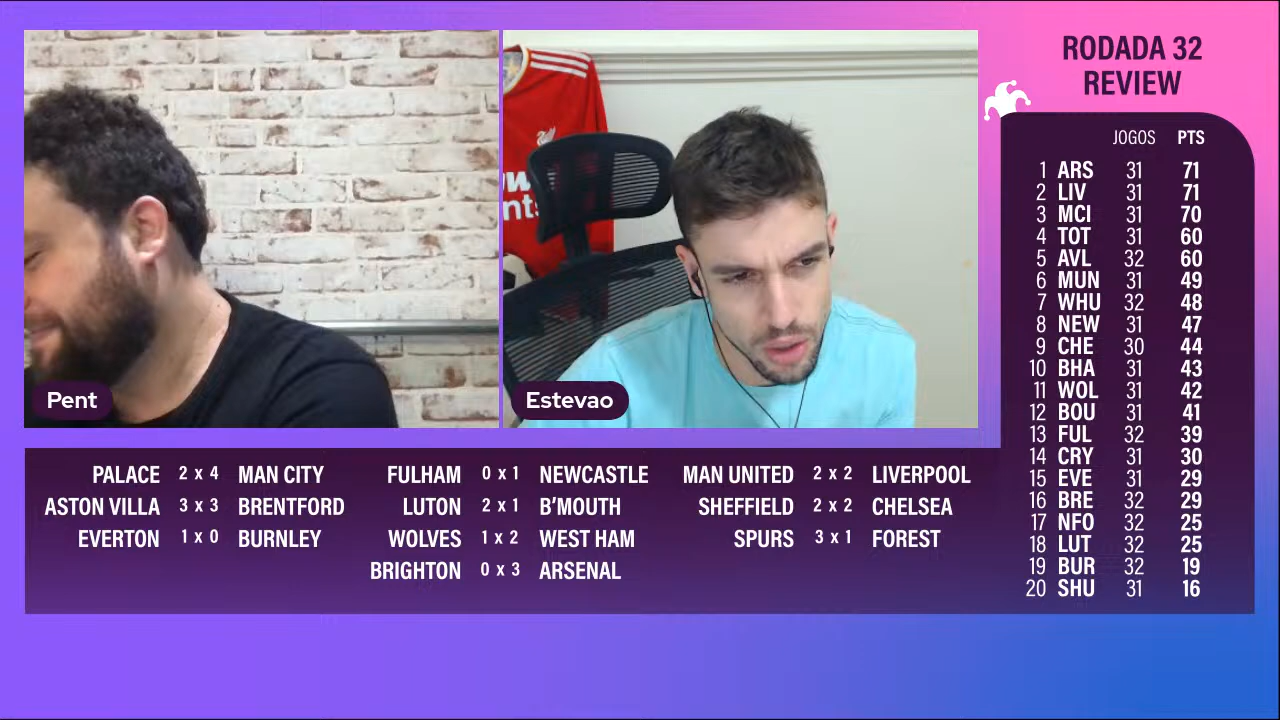 RODADA 32
REVIEW
JOGOS PTS
1 ARS 31 71
2 LIV 31 71
3 MCI 31 70
4 TOT 31 60
5 AVL 32 60
6 MUN 31 49
7 WHU 32 48
8 NEW 31 47
9 CHE 30 44
10 BHA 31 43
11 WOL 31 42
12 BOU 31 41
13 FUL 32 39
14 CRY 31 30
15 EVE 31 29
16 BRE 32 29
17 NFO 32 25
18 LUT 32 25
19 BUR 32 19
20 SHU 31 16
Pent
Estevao
PALACE 2 x 4 MAN CITY
ASTON VILLA 3 x 3 BRENTFORD
EVERTON 1 x 0 BURNLEY
FULHAM 0 x 1 NEWCASTLE
LUTON 2 x 1 B'MOUTH
WOLVES 1 x 2 WEST HAM
BRIGHTON 0 x 3 ARSENAL
MAN UNITED 2 x 2 LIVERPOOL
SHEFFIELD 2 x 2 CHELSEA
SPURS 3 x 1 FOREST